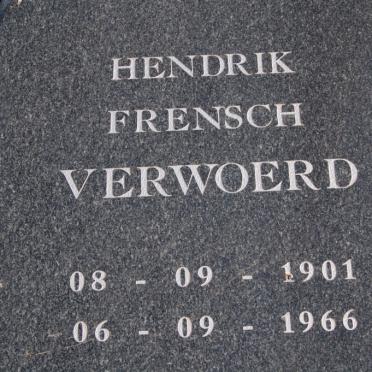 HENDRIK
FRENSCH
VERWOERD
08 - 09 - 1901
06 - 09 - 1966